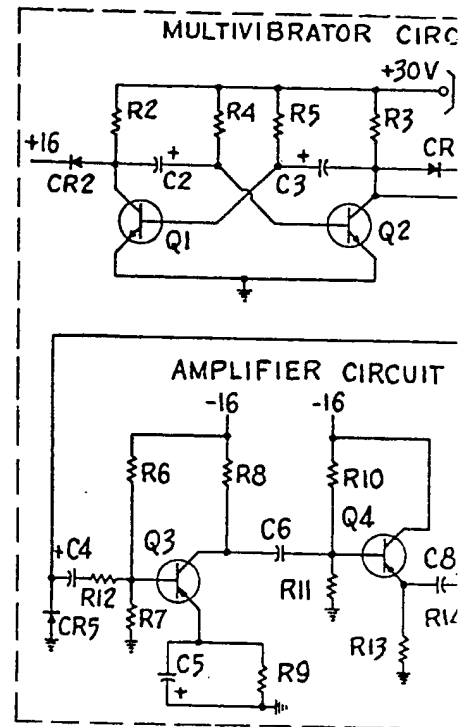 MULTIVIBRATOR CIRC
+30V
R2
R4
R5
R3
CR
+16
CR2
+
C2
+
C3
Q1
Q2
AMPLIFIER CIRCUIT
-16
-16
R6
R8
R10
Q3
C6
Q4
+
C4
C8
R12
R7
R11
R14
CR5
C5
+
R9
R13